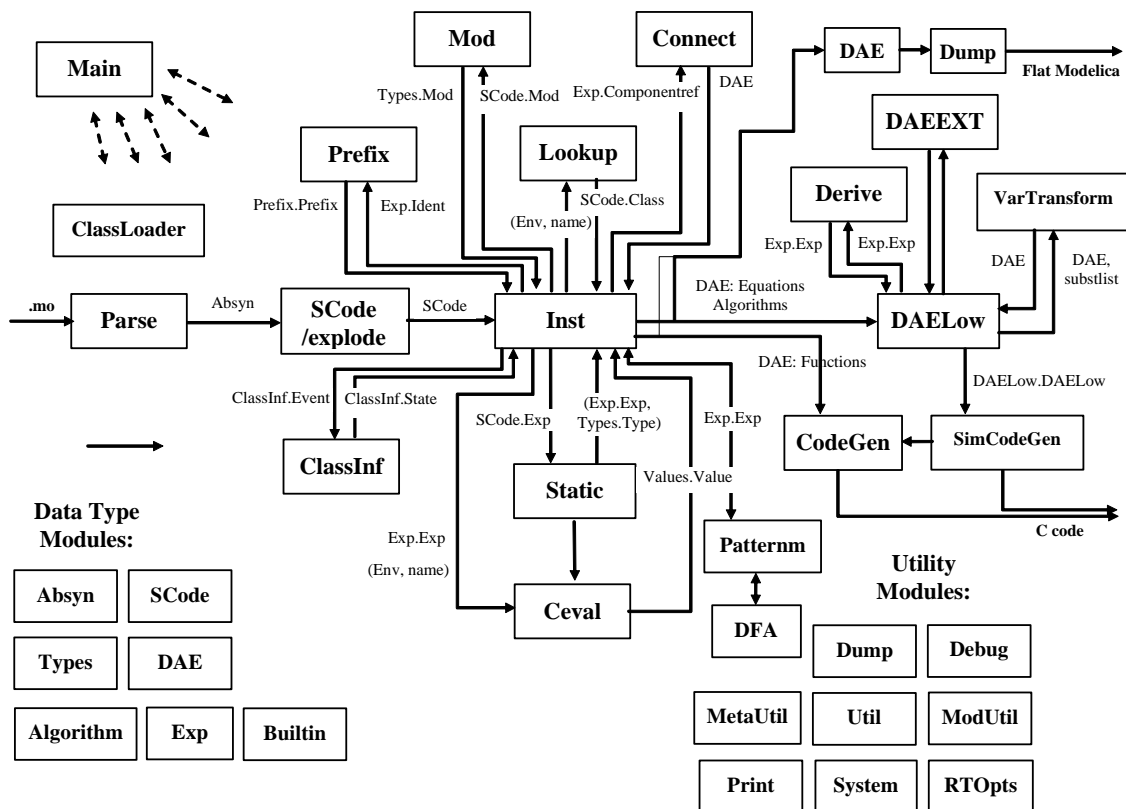 Mod
Connect
DAE
Dump
Flat Modelica
Main
Types.Mod
SCode.Mod
Exp.Componentref
DAE
DAEEXT
Prefix
Lookup
Derive
VarTransform
Prefix.Prefix
Exp.Ident
(Env, name)
SCode.Class
Exp.Exp
Exp.Exp
DAE
DAE,
substlist
ClassLoader
.mo
Parse
Absyn
SCode
/explode
SCode
Inst
DAE: Equations
Algorithms
DAELow
DAE: Functions
DAELow.DAELow
ClassInf.Event
ClassInf.State
SCode.Exp
(Exp.Exp,
Types.Type)
Exp.Exp
CodeGen
SimCodeGen
ClassInf
Static
Values.Value
C code
Data Type
Modules:
Exp.Exp
(Env, name)
Patternm
Utility
Modules:
Ceval
DFA
Absyn
SCode
Types
DAE
Algorithm
Exp
Builtin
Dump
Debug
MetaUtil
Util
ModUtil
Print
System
RTOpts